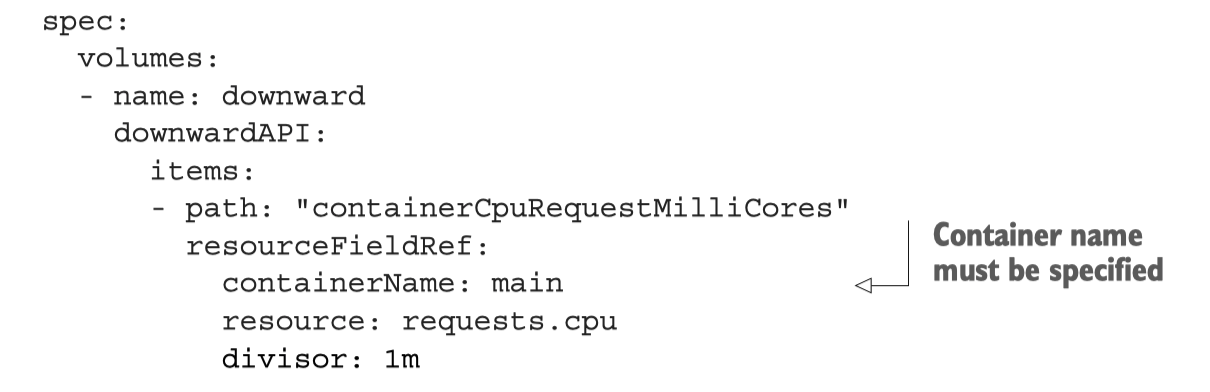 spec:
  volumes:
  - name: downward
    downwardAPI:
      items:
      - path: "containerCpuRequestMilliCores"
        resourceFieldRef:
          containerName: main
          resource: requests.cpu
          divisor: 1m
Container name
must be specified